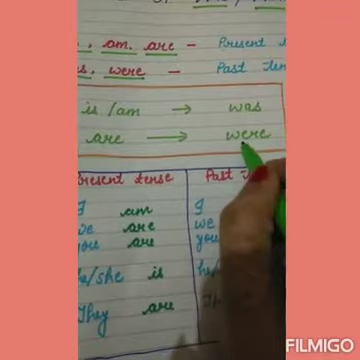 am, are - Present
were - Past
is/am → was
are → were
Present tense Past
I am I
we are we
you are you
he/she is
They are
FILMIGO